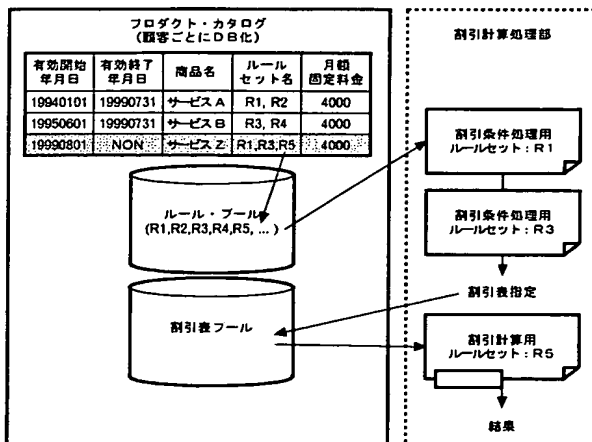 プロダクト・カタログ
(顧客ごとにDB化)
有効開始年月日 有効終了年月日 商品名 ルールセット名 月額固定料金
19940101 19990731 サービスA R1, R2 4000
19950601 19990731 サービスB R3, R4 4000
19990801 NON サービスZ R1,R3,R5 4000
ルール・プール
(R1,R2,R3,R4,R5, ... )
割引表プール
割引計算処理部
割引条件処理用
ルールセット：R1
割引条件処理用
ルールセット：R3
割引表指定
割引計算用
ルールセット：R5
結果